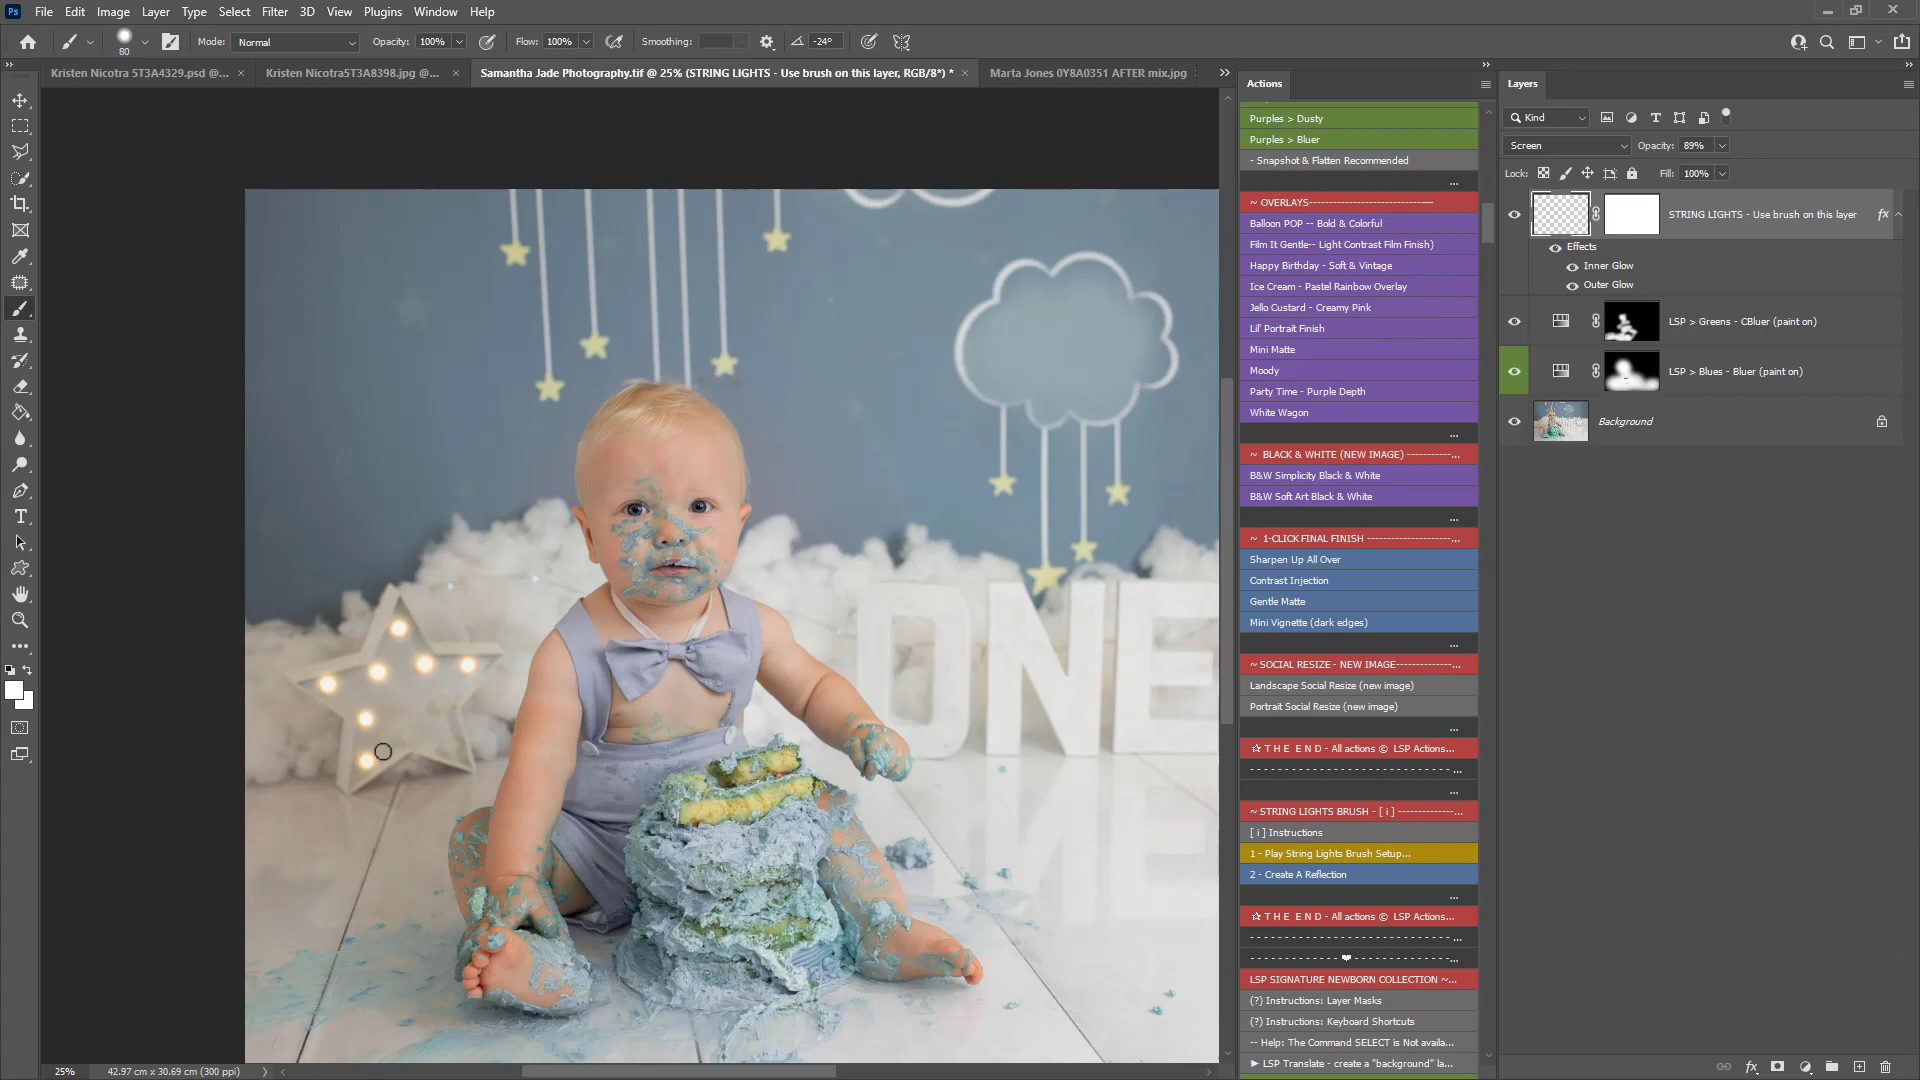 Ps File Edit Image Layer Type Select Filter 3D View Plugins Window Help
80 Mode: Normal Opacity: 100% Flow: 100% Smoothing: -24°
Kristen Nicotra 5T3A4329.psd @... × Kristen Nicotra5T3A8398.jpg @... × Samantha Jade Photography.tif @ 25% (STRING LIGHTS - Use brush on this layer, RGB/8*) * × Marta Jones 0Y8A0351 AFTER mix.jpg
Actions
Purples > Dusty
Purples > Bluer
- Snapshot & Flatten Recommended
...
~ OVERLAYS------------------------------
Balloon POP -- Bold & Colorful
Film It Gentle-- Light Contrast Film Finish)
Happy Birthday - Soft & Vintage
Ice Cream - Pastel Rainbow Overlay
Jello Custard - Creamy Pink
Lil' Portrait Finish
Mini Matte
Moody
Party Time - Purple Depth
White Wagon
...
~ BLACK & WHITE (NEW IMAGE) -----------...
B&W Simplicity Black & White
B&W Soft Art Black & White
...
~ 1-CLICK FINAL FINISH ---------------------...
Sharpen Up All Over
Contrast Injection
Gentle Matte
Mini Vignette (dark edges)
...
~ SOCIAL RESIZE - NEW IMAGE--------------...
Landscape Social Resize (new image)
Portrait Social Resize (new image)
...
☆ T H E E N D - All actions © LSP Actions...
- - - - - - - - - - - - - - - - - - - - - - - - - - - - ...
...
~ STRING LIGHTS BRUSH - [ i ] --------------...
[ i ] Instructions
1 - Play String Lights Brush Setup...
2 - Create A Reflection
...
☆ T H E E N D - All actions © LSP Actions...
- - - - - - - - - - - - - - - - - - - - - - - - - - - - ...
- - - - - - - - - - - - - ❤ - - - - - - - - - - - - - - ...
LSP SIGNATURE NEWBORN COLLECTION ~...
(?) Instructions: Layer Masks
(?) Instructions: Keyboard Shortcuts
-- Help: The Command SELECT is Not availa...
► LSP Translate - create a "background" la...
Layers
Kind
Screen Opacity: 89%
Lock: Fill: 100%
STRING LIGHTS - Use brush on this layer fx
Effects
Inner Glow
Outer Glow
LSP > Greens - CBluer (paint on)
LSP > Blues - Bluer (paint on)
Background
ONE
25% 42.97 cm x 30.69 cm (300 ppi)
fx